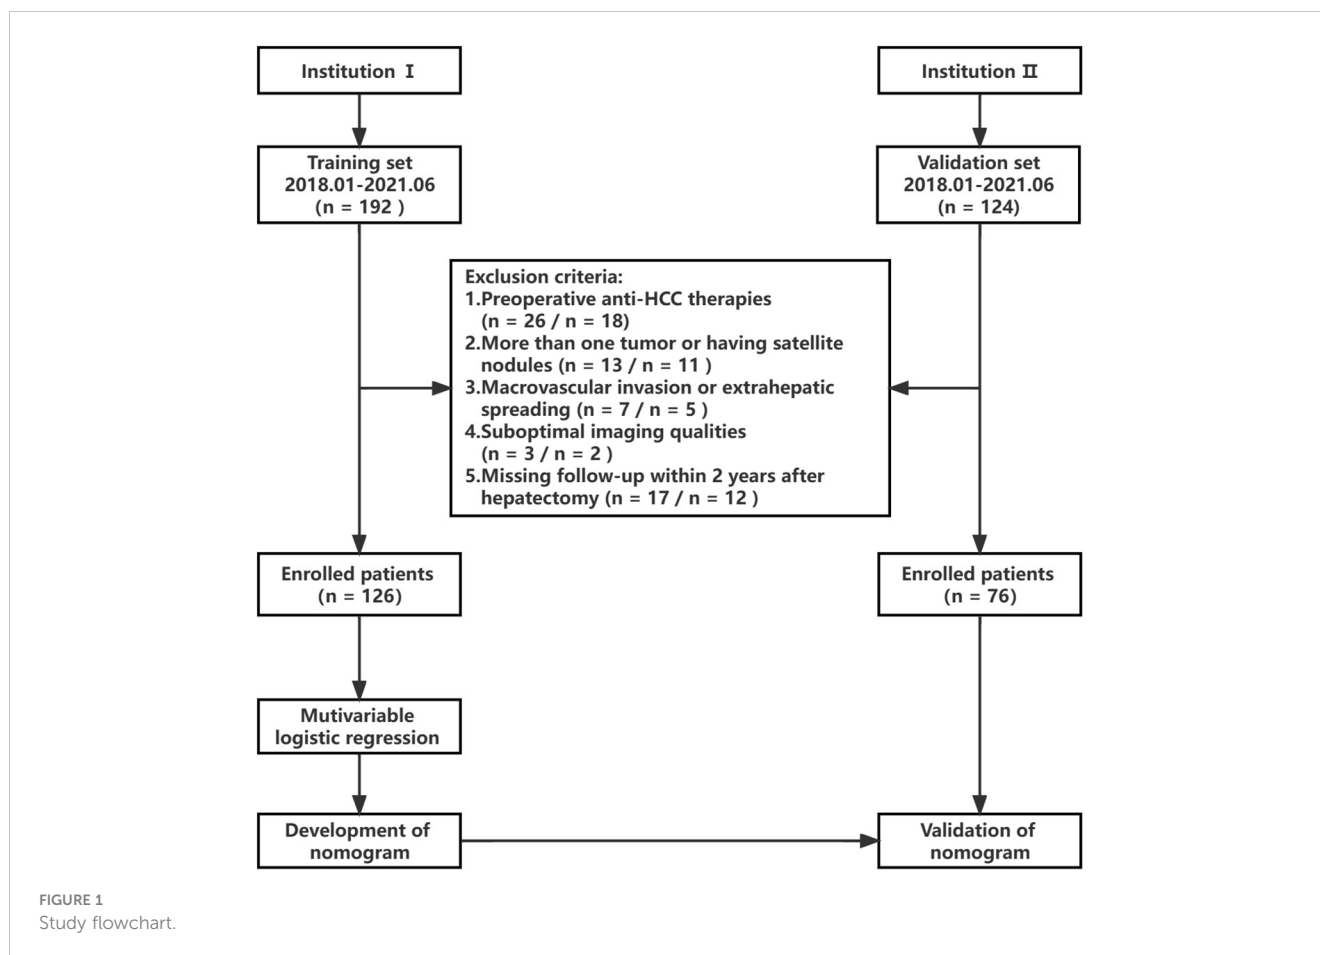 Institution Ⅰ
Institution Ⅱ
Training set
2018.01-2021.06
(n = 192 )
Validation set
2018.01-2021.06
(n = 124)
Exclusion criteria:
1.Preoperative anti-HCC therapies
(n = 26 / n = 18)
2.More than one tumor or having satellite
nodules (n = 13 / n = 11 )
3.Macrovascular invasion or extrahepatic
spreading (n = 7 / n = 5 )
4.Suboptimal imaging qualities
(n = 3 / n = 2 )
5.Missing follow-up within 2 years after
hepatectomy (n = 17 / n = 12 )
Enrolled patients
(n = 126)
Enrolled patients
(n = 76)
Mutivariable
logistic regression
Development of
nomogram
Validation of
nomogram
FIGURE 1
Study flowchart.